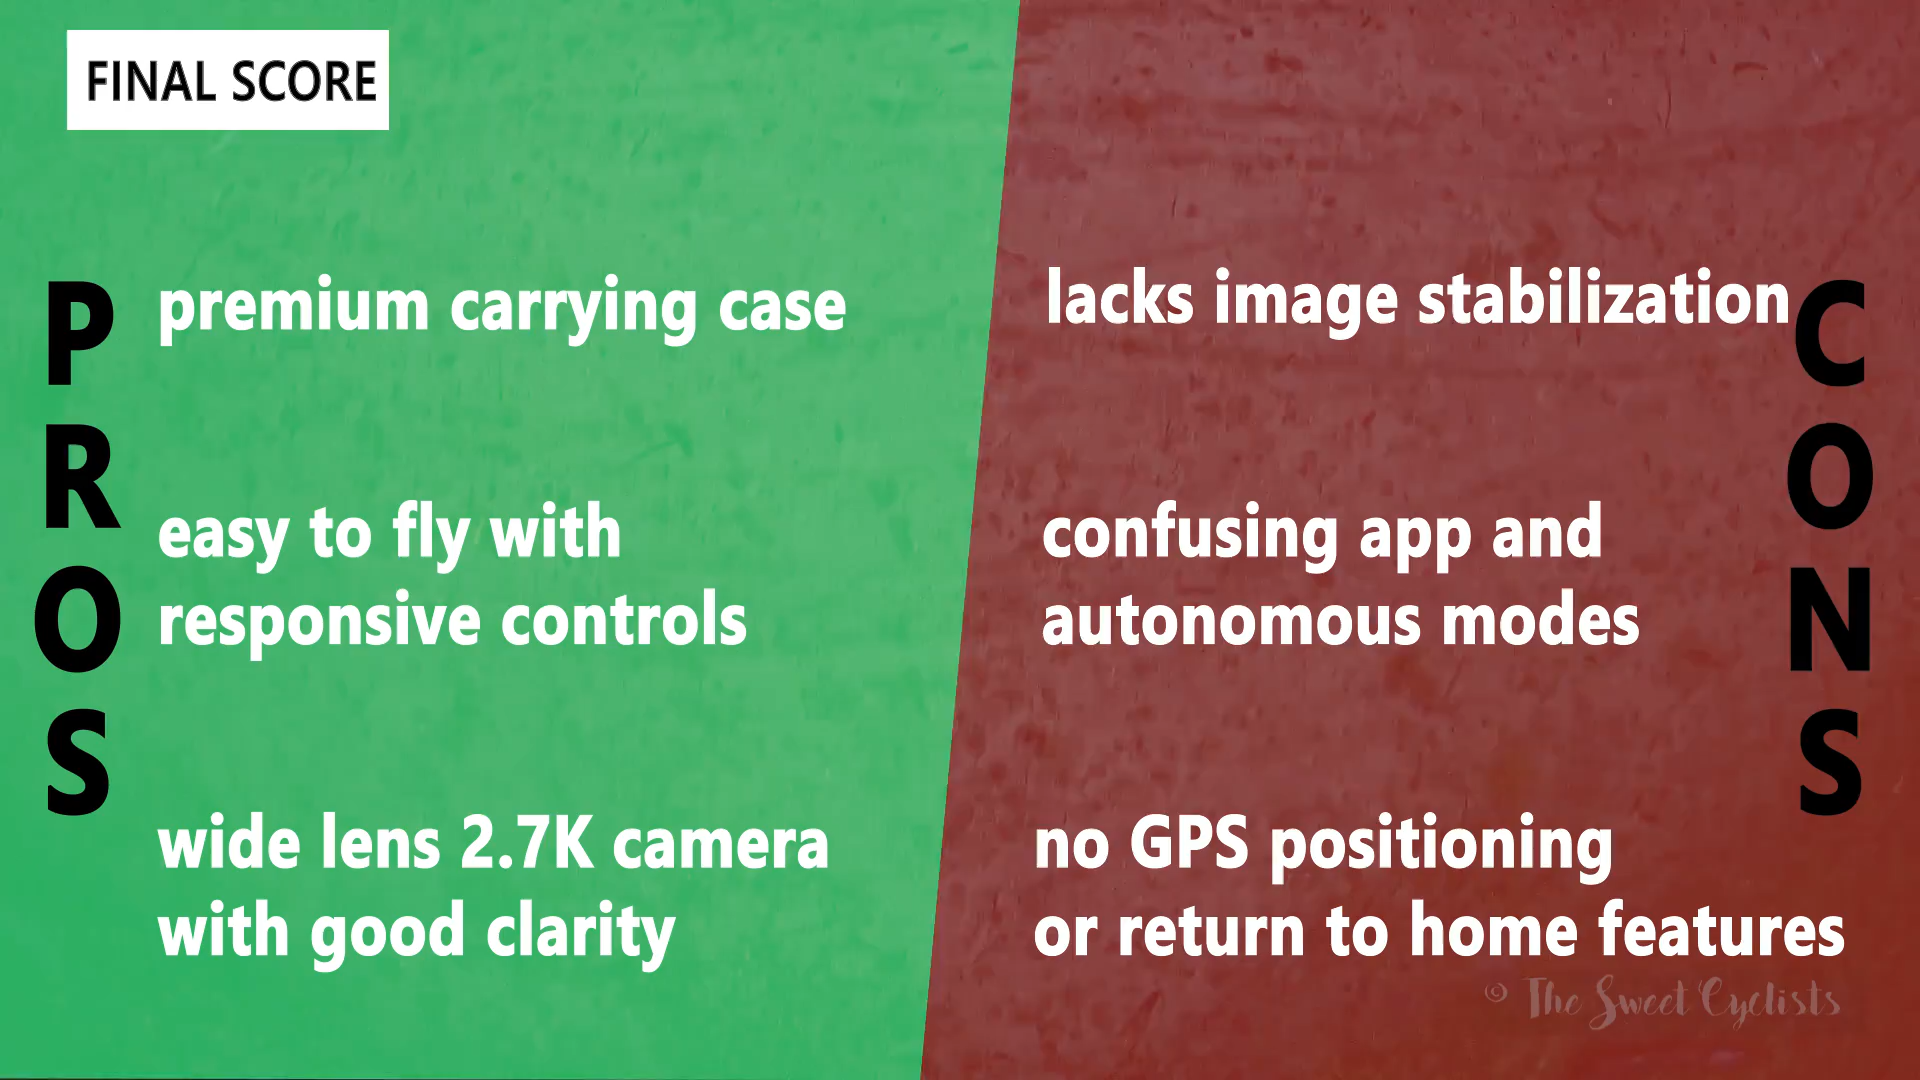 FINAL SCORE
PROS
premium carrying case
easy to fly with
responsive controls
wide lens 2.7K camera
with good clarity
CONS
lacks image stabilization
confusing app and
autonomous modes
no GPS positioning
or return to home features
© The Sweet Cyclists